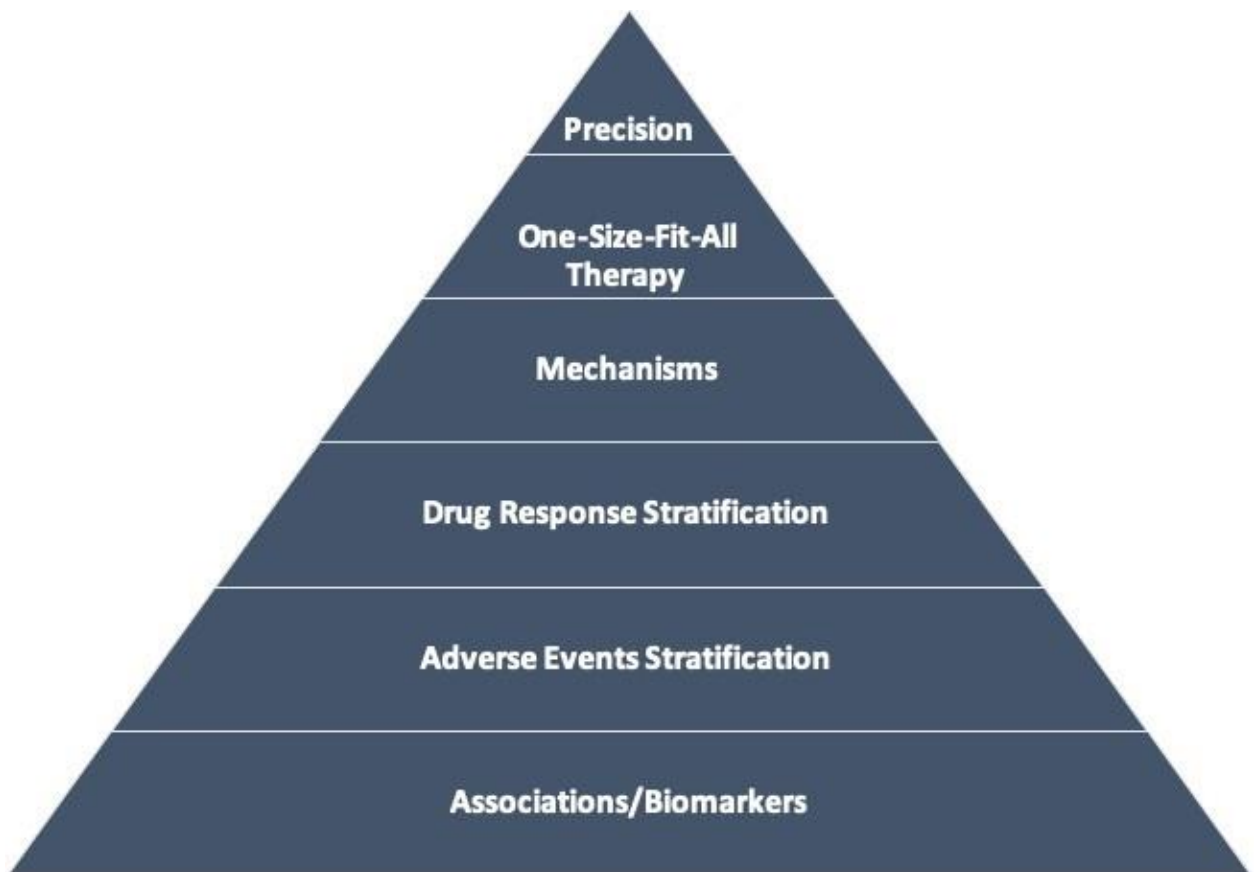 Precision
One-Size-Fit-All
Therapy
Mechanisms
Drug Response Stratification
Adverse Events Stratification
Associations/Biomarkers